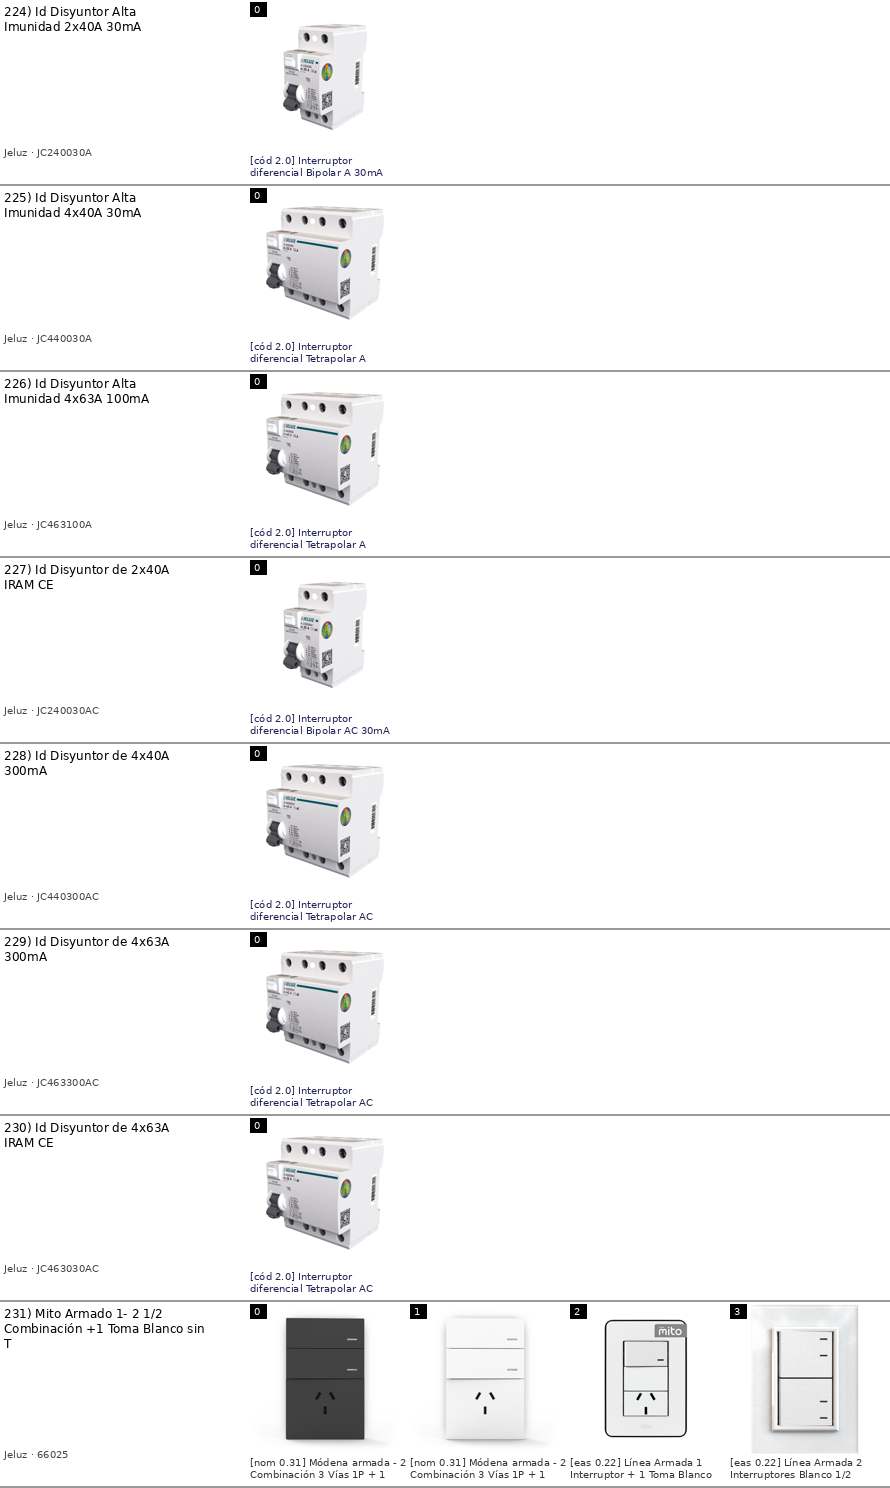 224) Id Disyuntor Alta
Imunidad 2x40A 30mA
Jeluz · JC240030A
0
[cód 2.0] Interruptor
diferencial Bipolar A 30mA
225) Id Disyuntor Alta
Imunidad 4x40A 30mA
Jeluz · JC440030A
0
[cód 2.0] Interruptor
diferencial Tetrapolar A
226) Id Disyuntor Alta
Imunidad 4x63A 100mA
Jeluz · JC463100A
0
[cód 2.0] Interruptor
diferencial Tetrapolar A
227) Id Disyuntor de 2x40A
IRAM CE
Jeluz · JC240030AC
0
[cód 2.0] Interruptor
diferencial Bipolar AC 30mA
228) Id Disyuntor de 4x40A
300mA
Jeluz · JC440300AC
0
[cód 2.0] Interruptor
diferencial Tetrapolar AC
229) Id Disyuntor de 4x63A
300mA
Jeluz · JC463300AC
0
[cód 2.0] Interruptor
diferencial Tetrapolar AC
230) Id Disyuntor de 4x63A
IRAM CE
Jeluz · JC463030AC
0
[cód 2.0] Interruptor
diferencial Tetrapolar AC
231) Mito Armado 1- 2 1/2
Combinación +1 Toma Blanco sin
T
Jeluz · 66025
0
[nom 0.31] Módena armada - 2
Combinación 3 Vías 1P + 1
1
[nom 0.31] Módena armada - 2
Combinación 3 Vías 1P + 1
2
mito
[eas 0.22] Línea Armada 1
Interruptor + 1 Toma Blanco
3
[eas 0.22] Línea Armada 2
Interruptores Blanco 1/2